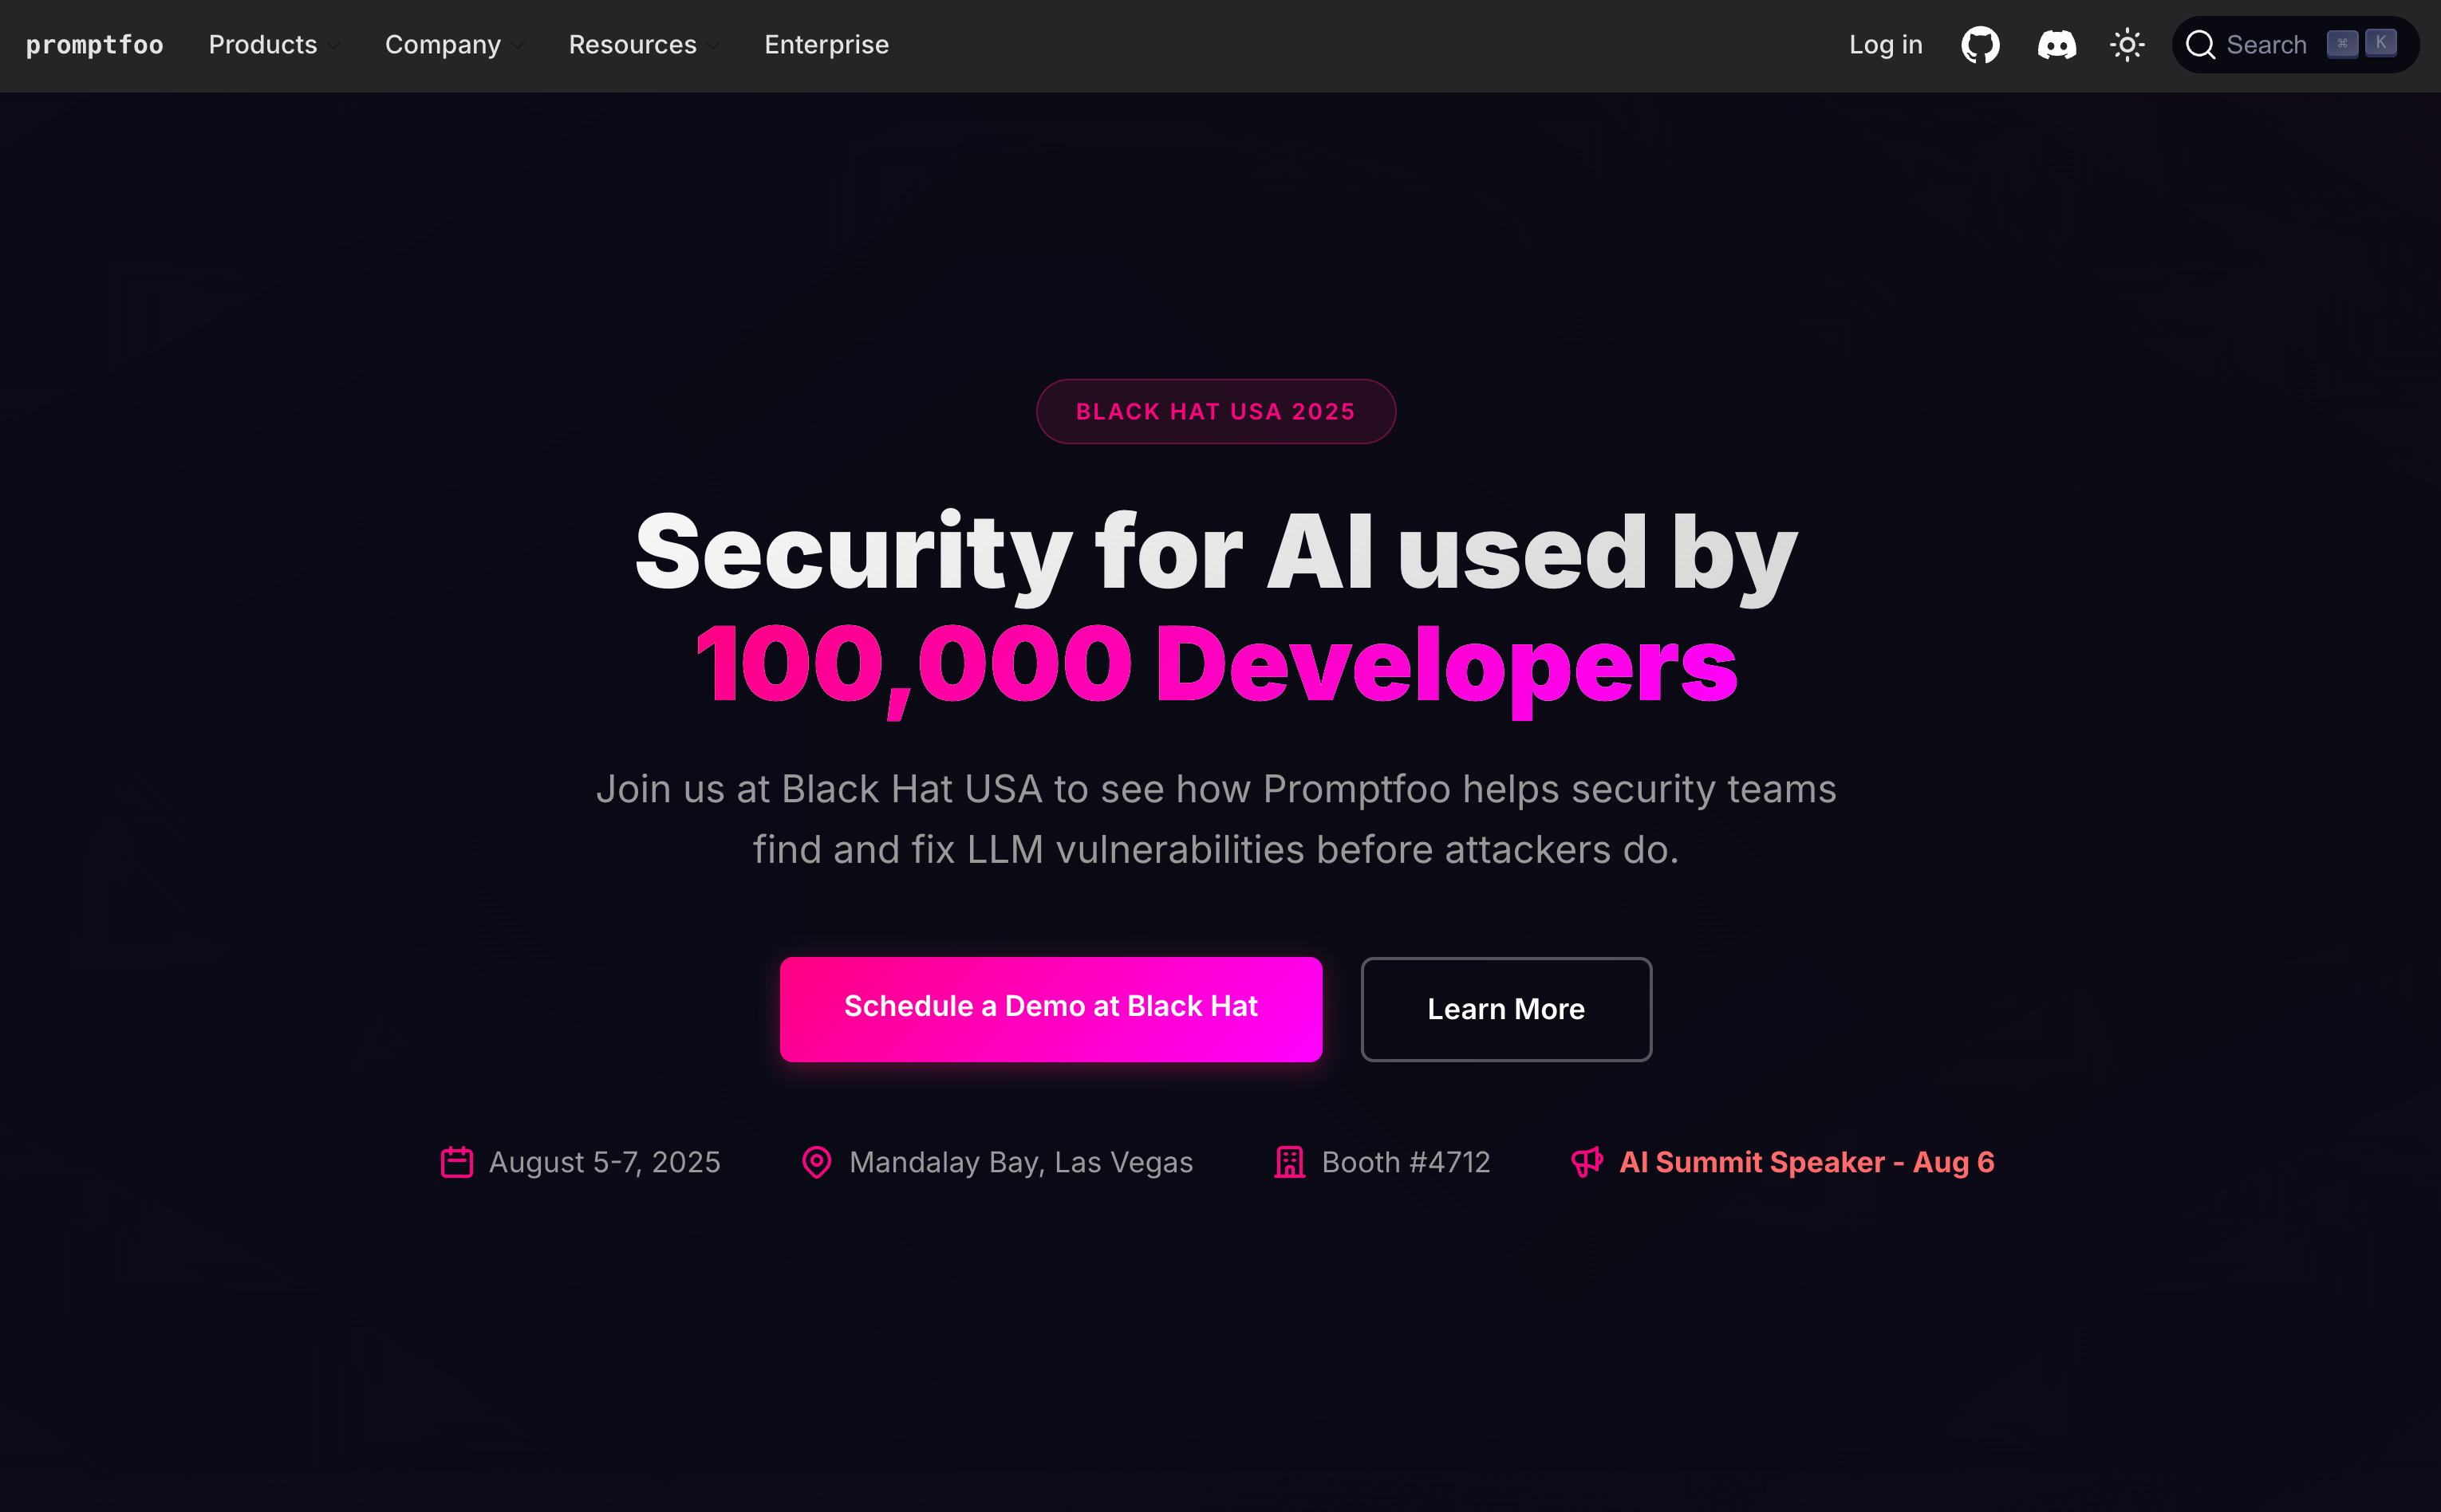 promptfoo
Products
Company
Resources
Enterprise
Log in
Search
⌘ K
BLACK HAT USA 2025
Security for AI used by
100,000 Developers
Join us at Black Hat USA to see how Promptfoo helps security teams
find and fix LLM vulnerabilities before attackers do.
Schedule a Demo at Black Hat
Learn More
August 5-7, 2025
Mandalay Bay, Las Vegas
Booth #4712
AI Summit Speaker - Aug 6